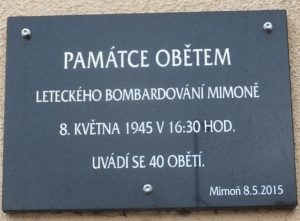 PAMÁTCE OBĚTEM
LETECKÉHO BOMBARDOVÁNÍ MIMONĚ
8. KVĚTNA 1945 V 16:30 HOD.
UVÁDÍ SE 40 OBĚTÍ.
Mimoň 8.5.2015